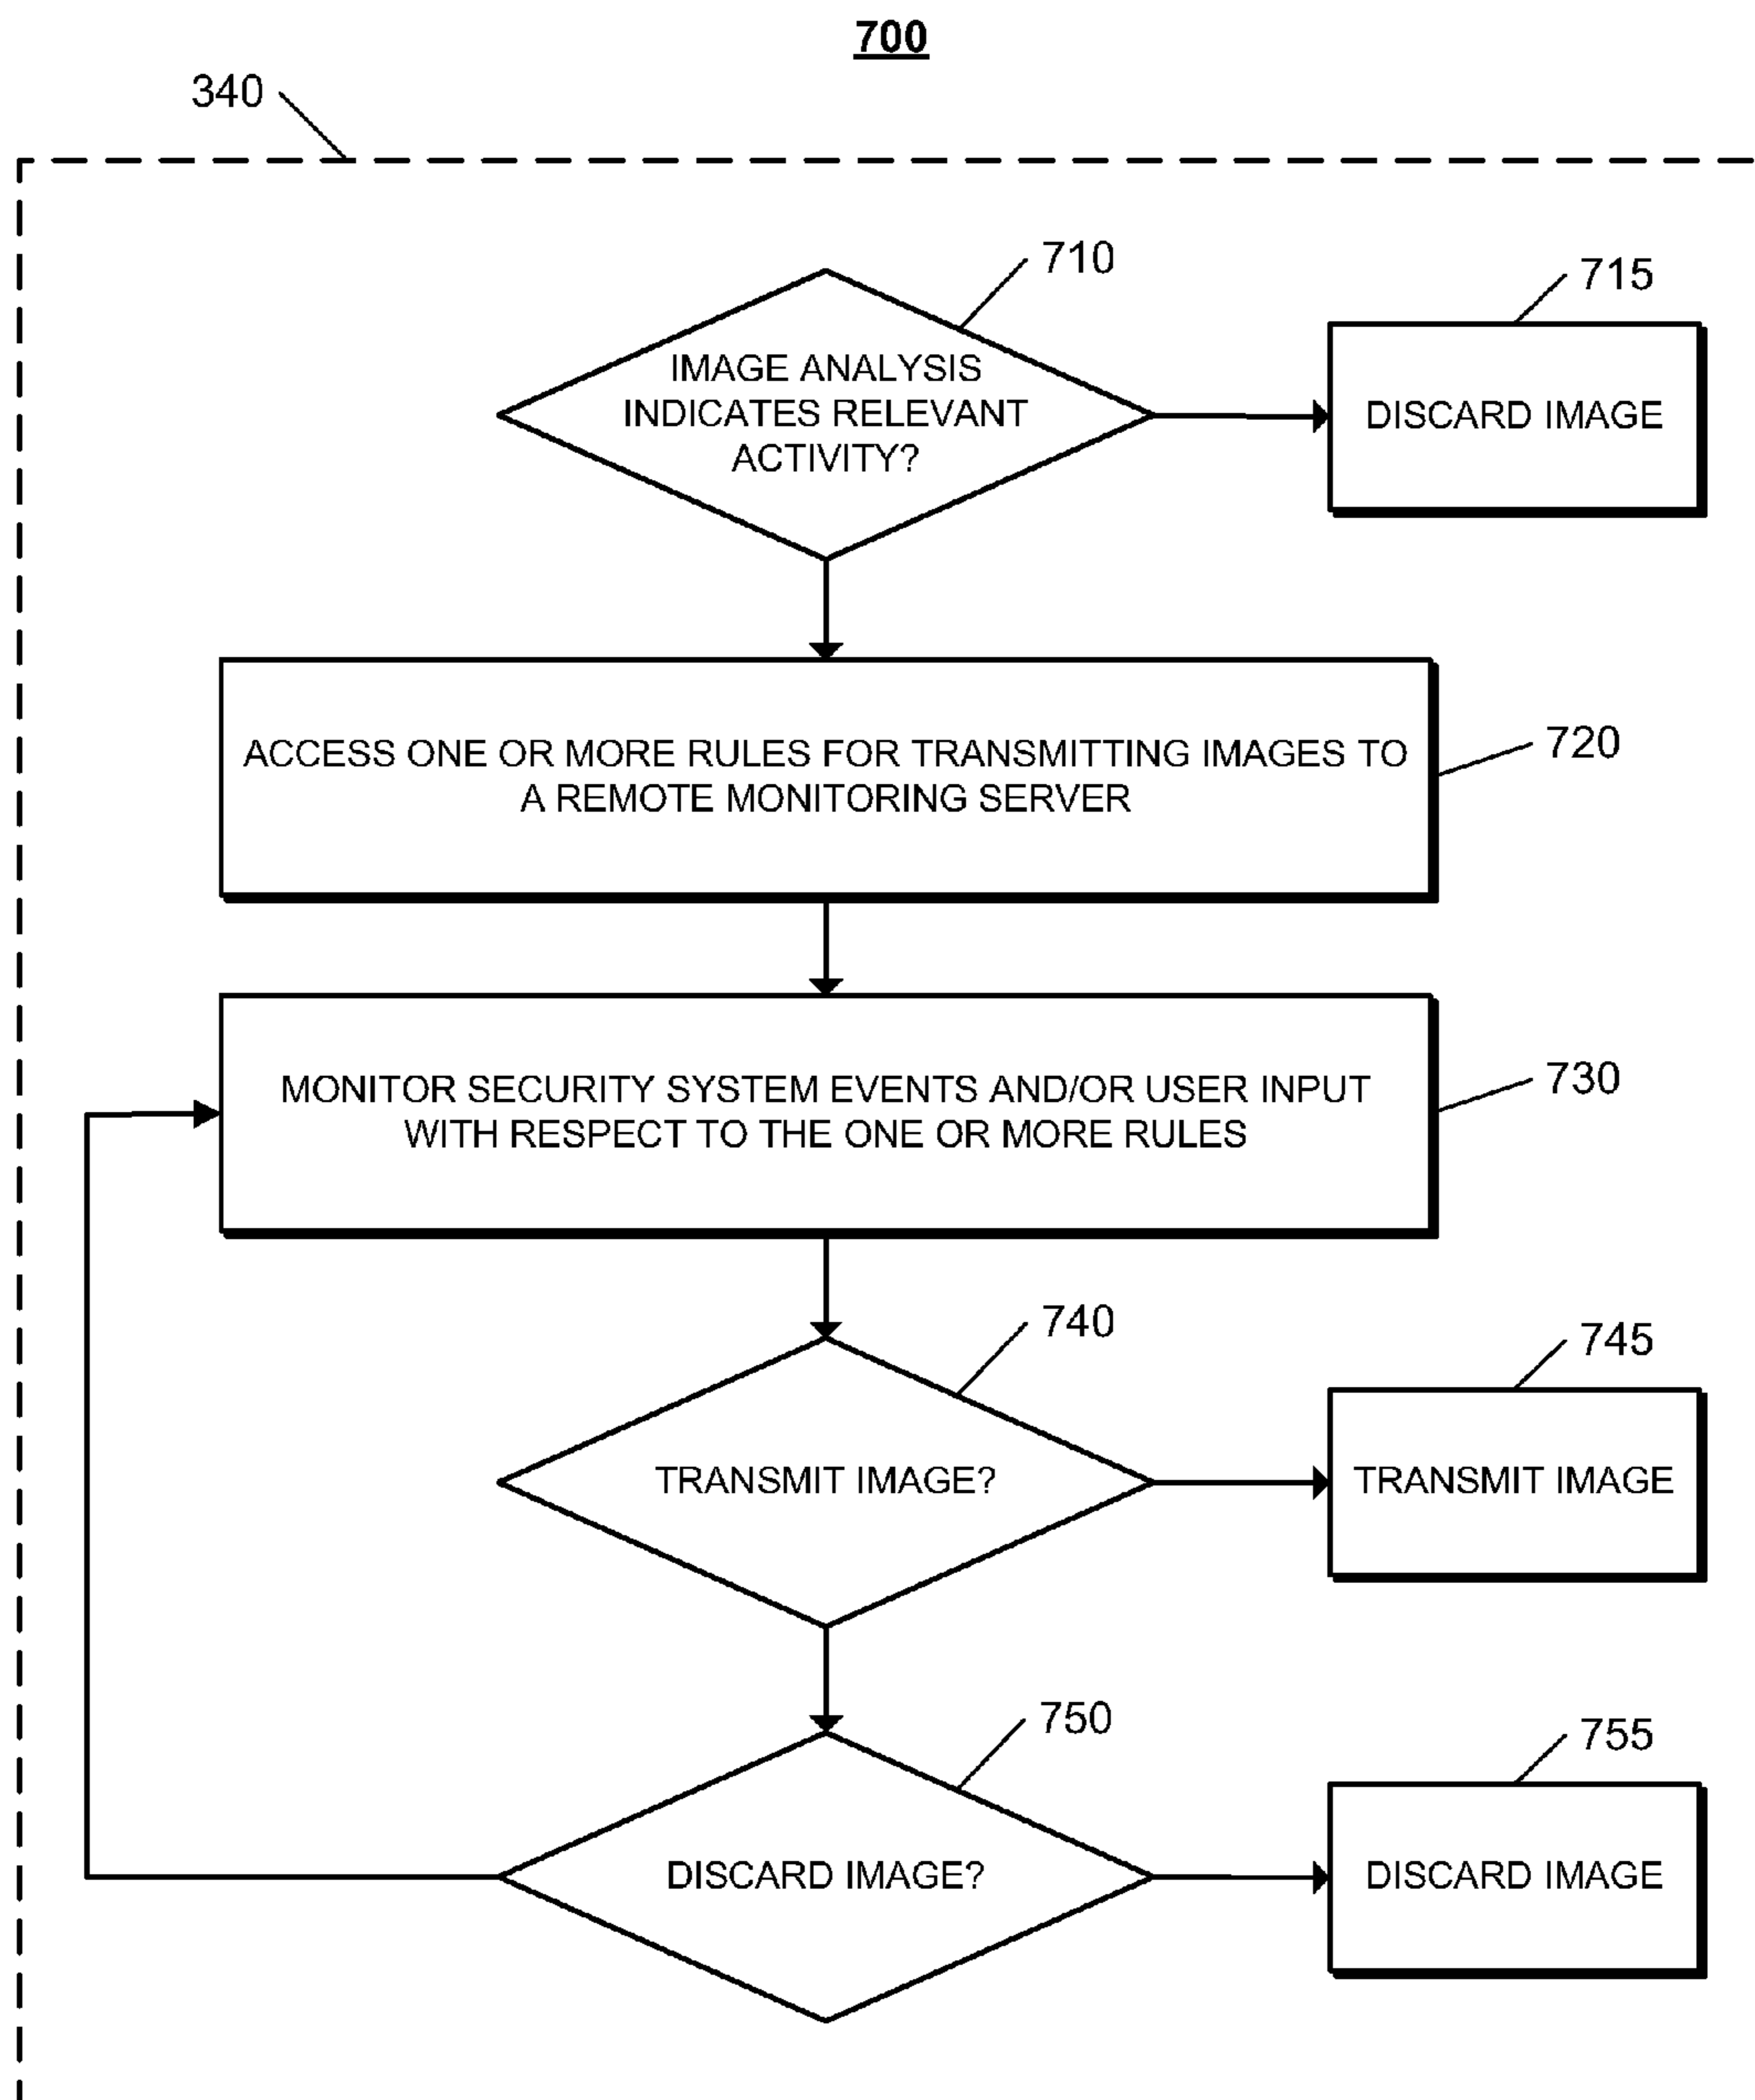 700
340
710
715
IMAGE ANALYSIS
INDICATES RELEVANT
ACTIVITY?
DISCARD IMAGE
720
ACCESS ONE OR MORE RULES FOR TRANSMITTING IMAGES TO
A REMOTE MONITORING SERVER
730
MONITOR SECURITY SYSTEM EVENTS AND/OR USER INPUT
WITH RESPECT TO THE ONE OR MORE RULES
740
745
TRANSMIT IMAGE?
TRANSMIT IMAGE
750
755
DISCARD IMAGE?
DISCARD IMAGE